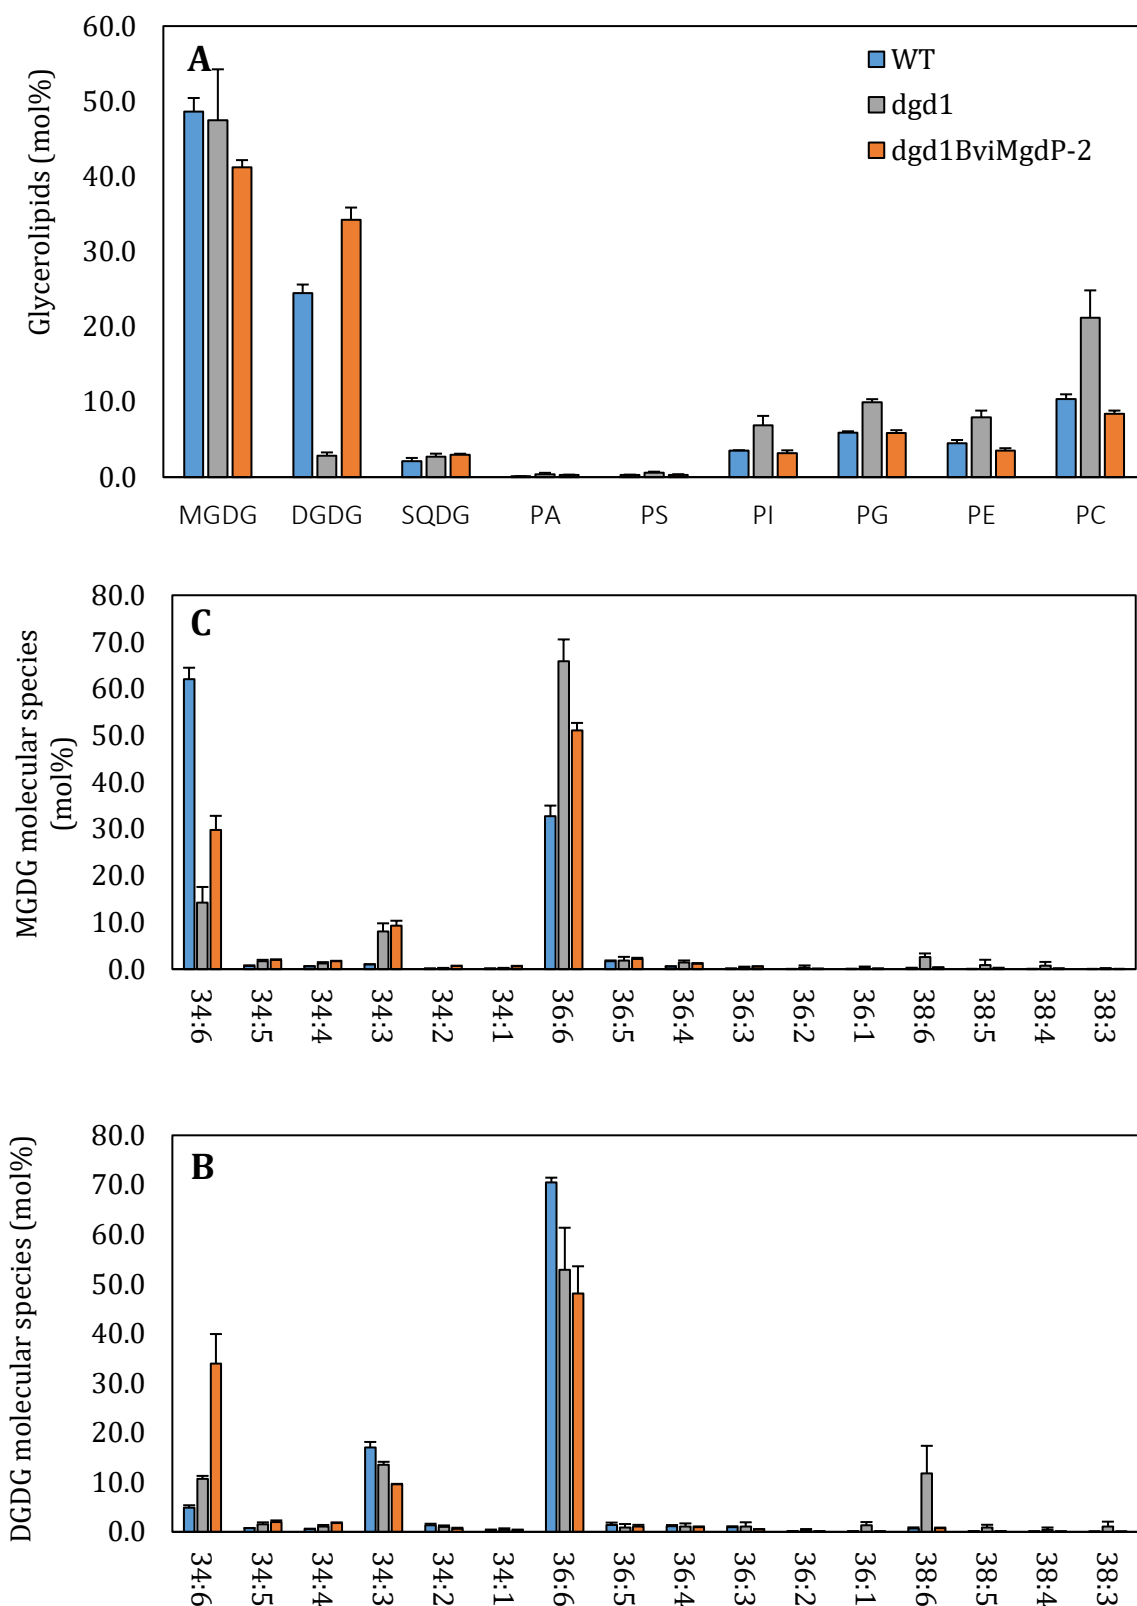 60.0
50.0
40.0
30.0
20.0
10.0
0.0
Glycerolipids (mol%)
A
WT
dgd1
dgd1BviMgdP-2
MGDG DGDG SQDG PA PS PI PG PE PC
80.0
70.0
60.0
50.0
40.0
30.0
20.0
10.0
0.0
MGDG molecular species
(mol%)
C
34:6 34:5 34:4 34:3 34:2 34:1 36:6 36:5 36:4 36:3 36:2 36:1 38:6 38:5 38:4 38:3
80.0
70.0
60.0
50.0
40.0
30.0
20.0
10.0
0.0
DGDG molecular species (mol%)
B
34:6 34:5 34:4 34:3 34:2 34:1 36:6 36:5 36:4 36:3 36:2 36:1 38:6 38:5 38:4 38:3